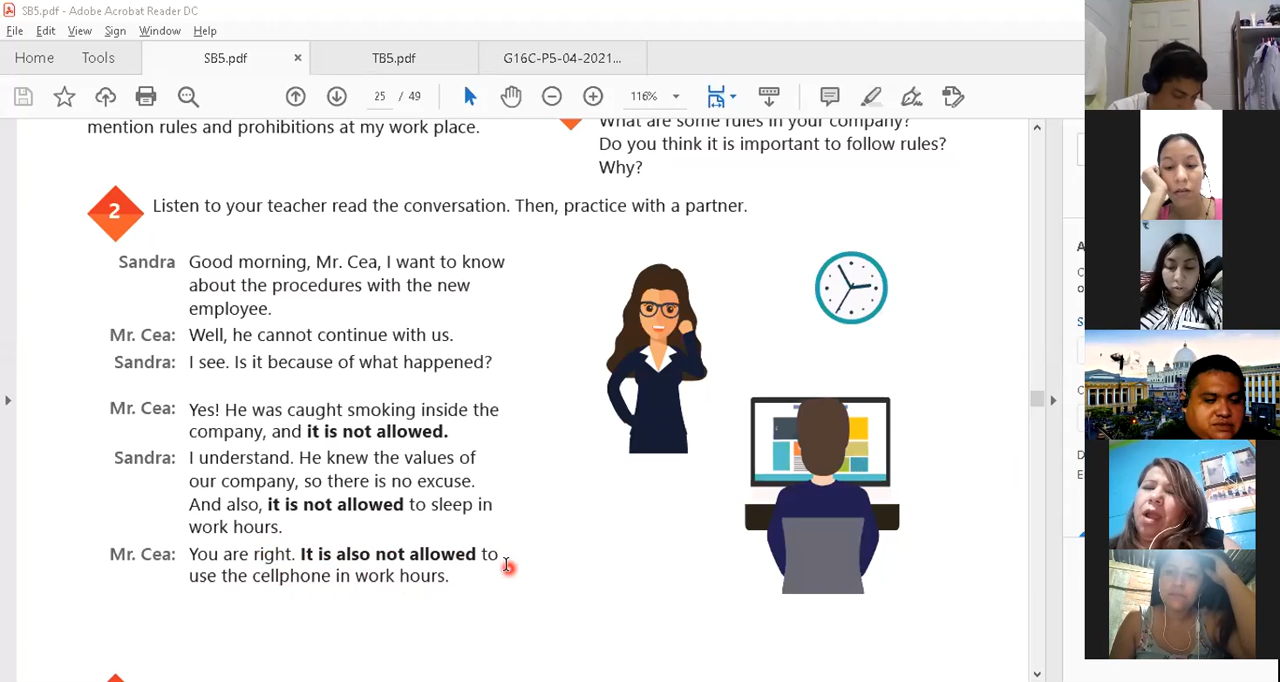 SB5.pdf - Adobe Acrobat Reader DC
File Edit View Sign Window Help
Home Tools SB5.pdf × TB5.pdf G16C-P5-04-2021...
25 / 49 116%
mention rules and prohibitions at my work place.
What are some rules in your company?
Do you think it is important to follow rules?
Why?
2 Listen to your teacher read the conversation. Then, practice with a partner.
Sandra Good morning, Mr. Cea, I want to know
about the procedures with the new
employee.
Mr. Cea: Well, he cannot continue with us.
Sandra: I see. Is it because of what happened?
Mr. Cea: Yes! He was caught smoking inside the
company, and it is not allowed.
Sandra: I understand. He knew the values of
our company, so there is no excuse.
And also, it is not allowed to sleep in
work hours.
Mr. Cea: You are right. It is also not allowed to
use the cellphone in work hours.